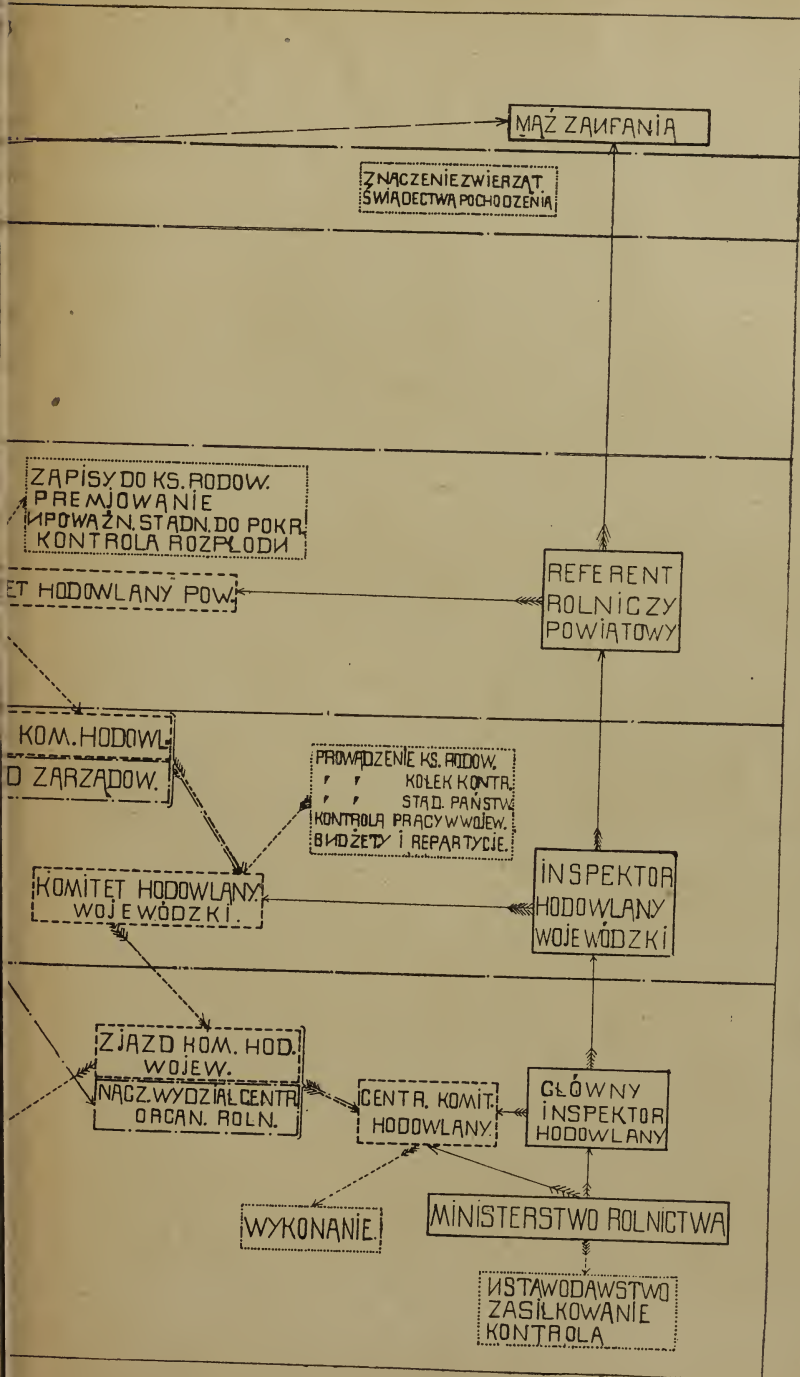 MĄŻ ZAUFANIA
ZNACZENIE ZWIERZĄT.
ŚWIADECTWA POCHODZENIA
ZAPISY DO KS. RODOW.
PREMJOWANIE
UPOWAŻN. STADN. DO POKR.
KONTROLA ROZPŁODU
ET HODOWLANY POW.
REFERENT
ROLNICZY
POWIATOWY
KOM. HODOWL.
D ZARZĄDOW.
PROWADZENIE KS. RODOW.
" " KÓŁEK KONTR.
" " STAD. PAŃSTW.
KONTROLA PRACY W WOJEW.
BUDŻETY I REPARTYCJE.
KOMITET HODOWLANY
WOJEWÓDZKI.
INSPEKTOR
HODOWLANY
WOJEWÓDZKI
ZJAZD KOM. HOD.
WOJEW.
NACZ. WYDZIAŁ CENTR.
ORGAN. ROLN.
CENTR. KOMIT.
HODOWLANY.
GŁÓWNY
INSPEKTOR
HODOWLANY
WYKONANIE.
MINISTERSTWO ROLNICTWA
USTAWODAWSTWO
ZASIŁKOWANIE
KONTROLA